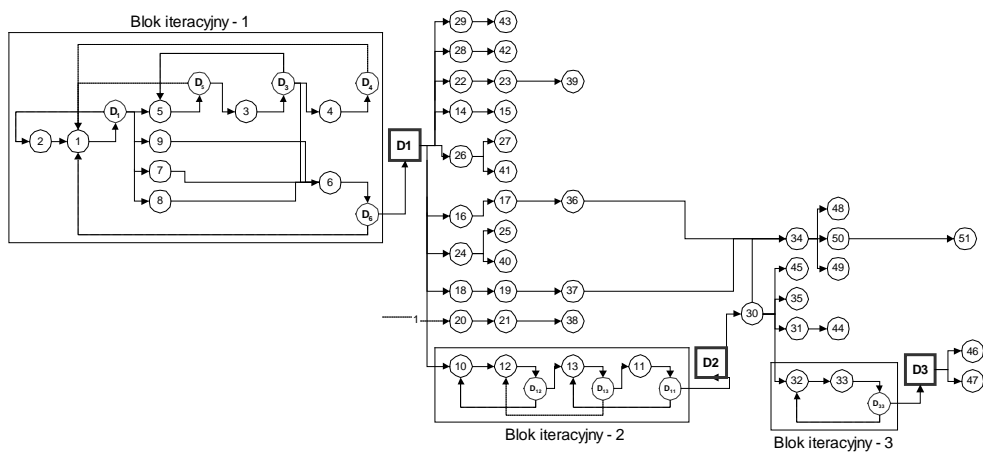 Blok iteracyjny - 1
29 43
28 42
D₅ D₃ D₄
22 23 39
D₁ 5 3 4 14 15
2 1 9 D1 26 27
7 41
8 6
D₆
16 17 36 48
24 25 34 50 51
40 45 49
18 19 37 35
30
1 20 21 38 31 44
D2
10 12 13 11 46
D₁₂ D₁₃ D₁₁ 32 33 D3
47
D₃₃
Blok iteracyjny - 2
Blok iteracyjny - 3